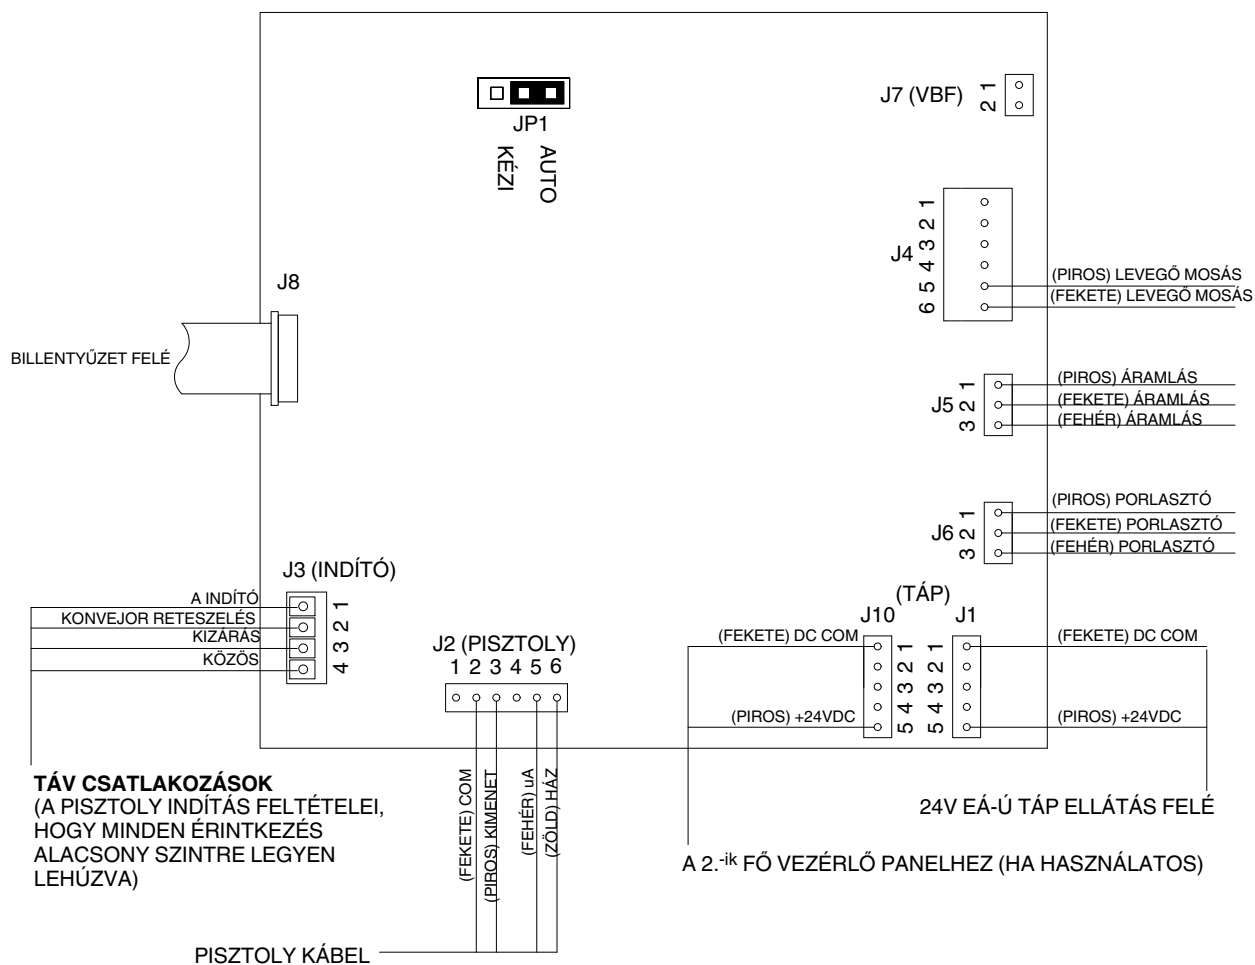 JP1
KÉZI
AUTO
J7 (VBF)
1
2
J4
1
2
3
4
5
6
(PIROS) LEVEGŐ MOSÁS
(FEKETE) LEVEGŐ MOSÁS
J8
BILLENTYŰZET FELÉ
J5
1
2
3
(PIROS) ÁRAMLÁS
(FEKETE) ÁRAMLÁS
(FEHÉR) ÁRAMLÁS
J6
1
2
3
(PIROS) PORLASZTÓ
(FEKETE) PORLASZTÓ
(FEHÉR) PORLASZTÓ
J3 (INDÍTÓ)
A INDÍTÓ
KONVEJOR RETESZELÉS
KIZÁRÁS
KÖZÖS
1
2
3
4
J2 (PISZTOLY)
1 2 3 4 5 6
(FEKETE) COM
(PIROS) KIMENET
(FEHÉR) uA
(ZÖLD) HÁZ
PISZTOLY KÁBEL
(TÁP)
J10
J1
(FEKETE) DC COM
(PIROS) +24VDC
1
2
3
4
5
1
2
3
4
5
(FEKETE) DC COM
(PIROS) +24VDC
TÁV CSATLAKOZÁSOK
(A PISZTOLY INDÍTÁS FELTÉTELEI,
HOGY MINDEN ÉRINTKEZÉS
ALACSONY SZINTRE LEGYEN
LEHÚZVA)
24V EÁ-Ú TÁP ELLÁTÁS FELÉ
A 2.-ik FŐ VEZÉRLŐ PANELHEZ (HA HASZNÁLATOS)